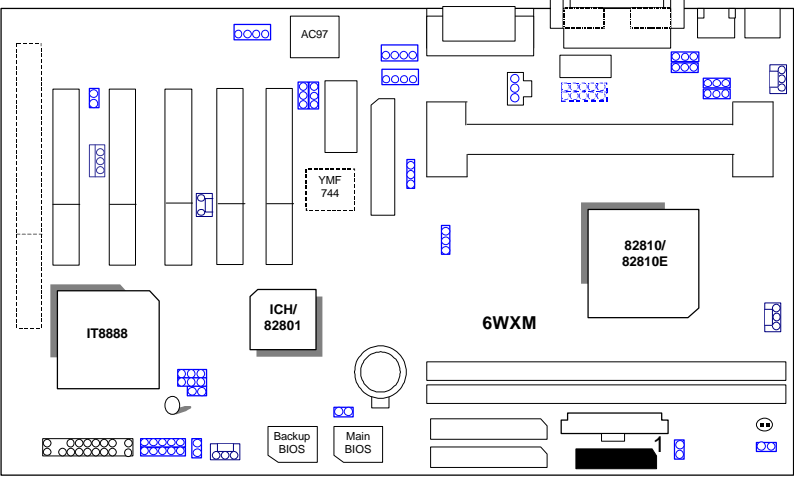 AC97
YMF
744
82810/
82810E
ICH/
82801
6WXM
IT8888
Backup
BIOS
Main
BIOS
1